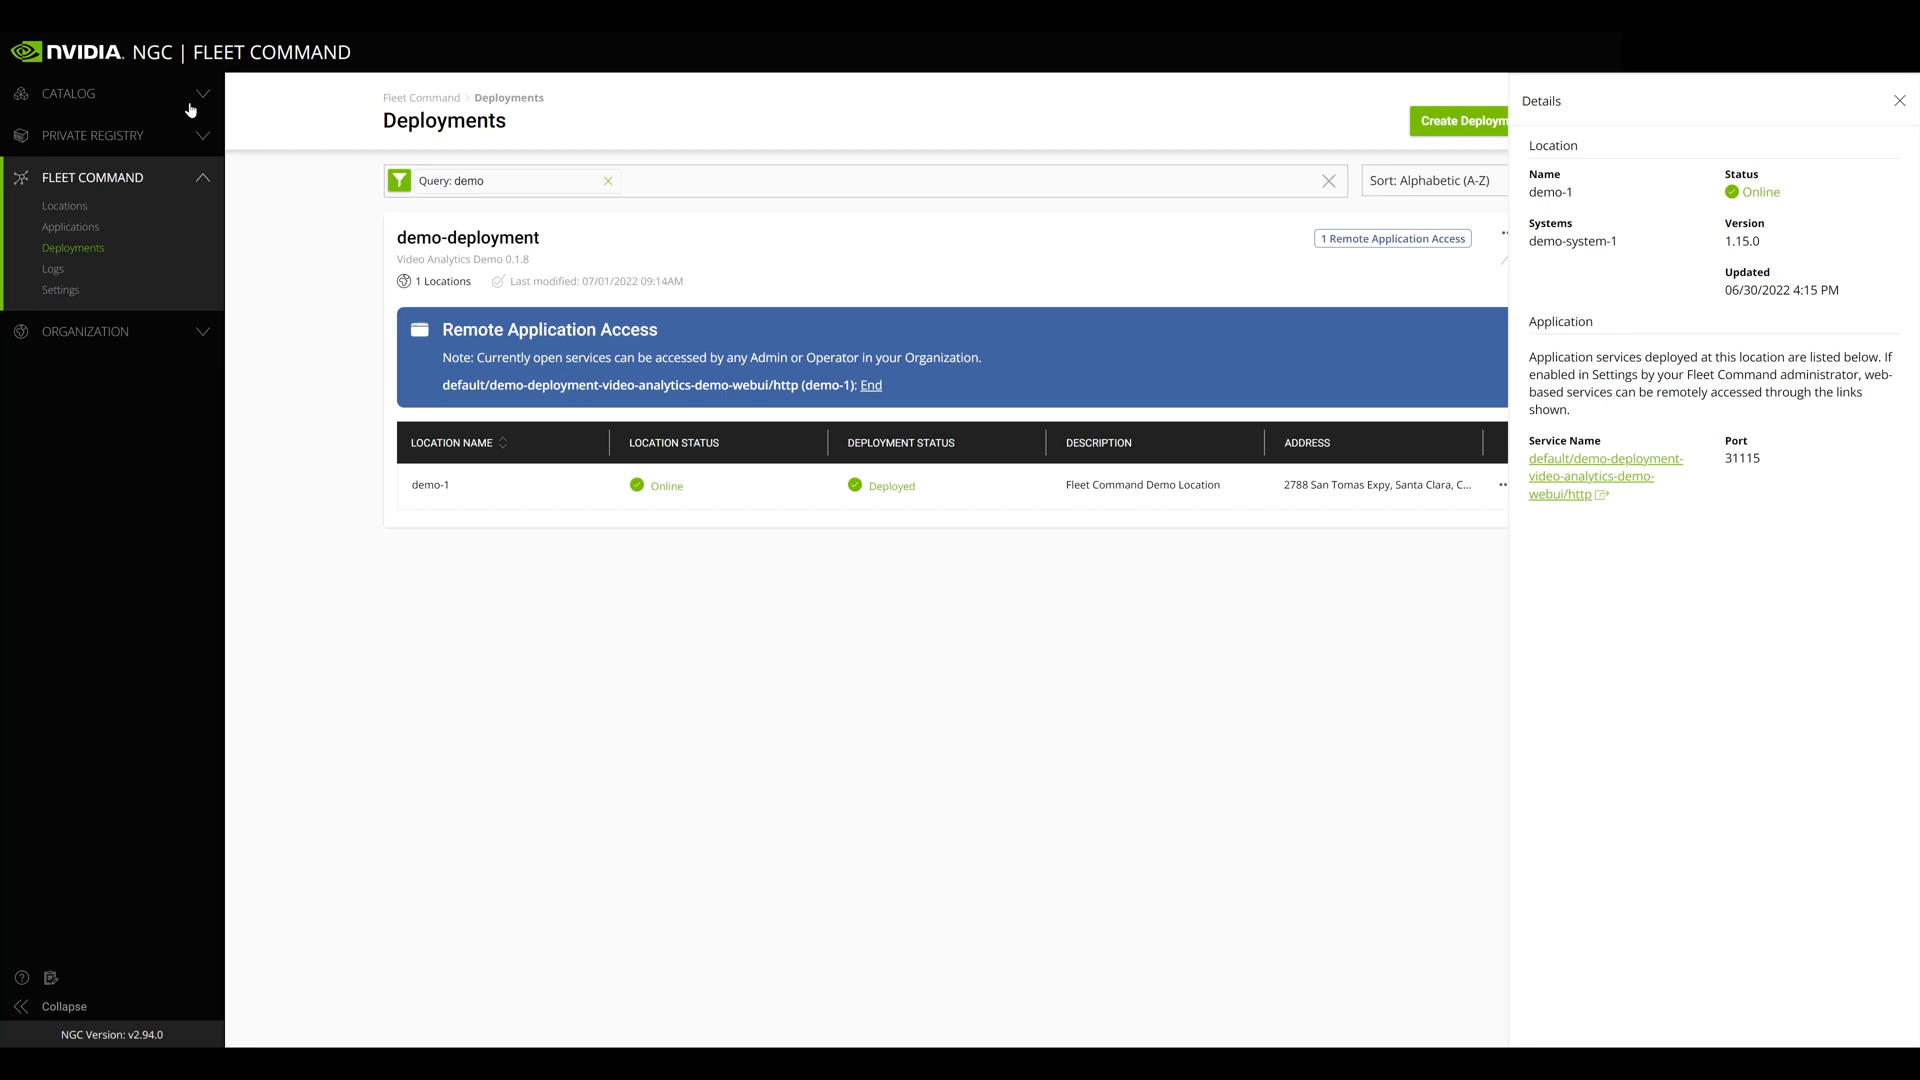 NVIDIA. NGC | FLEET COMMAND
CATALOG
PRIVATE REGISTRY
FLEET COMMAND
Locations
Applications
Deployments
Logs
Settings
ORGANIZATION
Collapse
NGC Version: v2.94.0
Fleet Command > Deployments
Deployments
Create Deploym
Query: demo
Sort: Alphabetic (A-Z)
demo-deployment
1 Remote Application Access
Video Analytics Demo 0.1.8
1 Locations
Last modified: 07/01/2022 09:14AM
Remote Application Access
Note: Currently open services can be accessed by any Admin or Operator in your Organization.
default/demo-deployment-video-analytics-demo-webui/http (demo-1): End
LOCATION NAME LOCATION STATUS DEPLOYMENT STATUS DESCRIPTION ADDRESS
demo-1 Online Deployed Fleet Command Demo Location 2788 San Tomas Expy, Santa Clara, C...
Details
Location
Name Status
demo-1 Online
Systems Version
demo-system-1 1.15.0
Updated
06/30/2022 4:15 PM
Application
Application services deployed at this location are listed below. If
enabled in Settings by your Fleet Command administrator, web-
based services can be remotely accessed through the links
shown.
Service Name Port
default/demo-deployment- 31115
video-analytics-demo-
webui/http